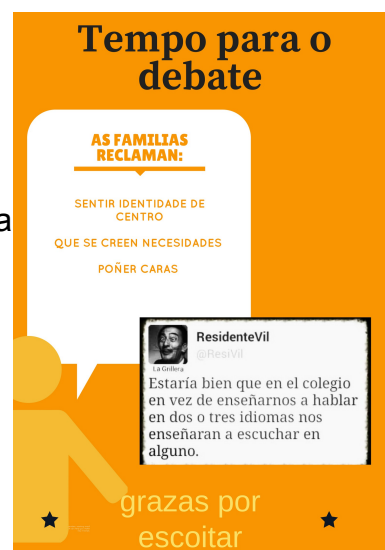 Tempo para o
debate
AS FAMILIAS
RECLAMAN:
SENTIR IDENTIDADE DE
CENTRO
QUE SE CREEN NECESIDADES
POÑER CARAS
a
ResidenteVil
@ResiVil
La Grillera
Estaría bien que en el colegio
en vez de enseñarnos a hablar
en dos o tres idiomas nos
enseñaran a escuchar en
alguno.
grazas por
escoitar